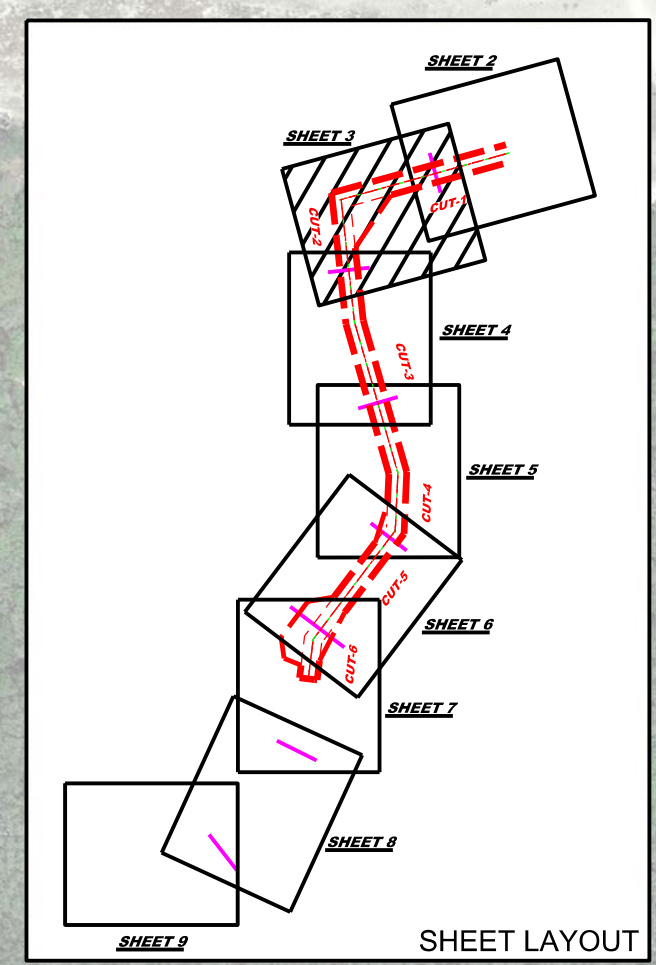 SHEET 2
SHEET 3
CUT-1
CUT-2
SHEET 4
CUT-3
SHEET 5
CUT-4
CUT-5
SHEET 6
CUT-6
SHEET 7
SHEET 8
SHEET 9
SHEET LAYOUT